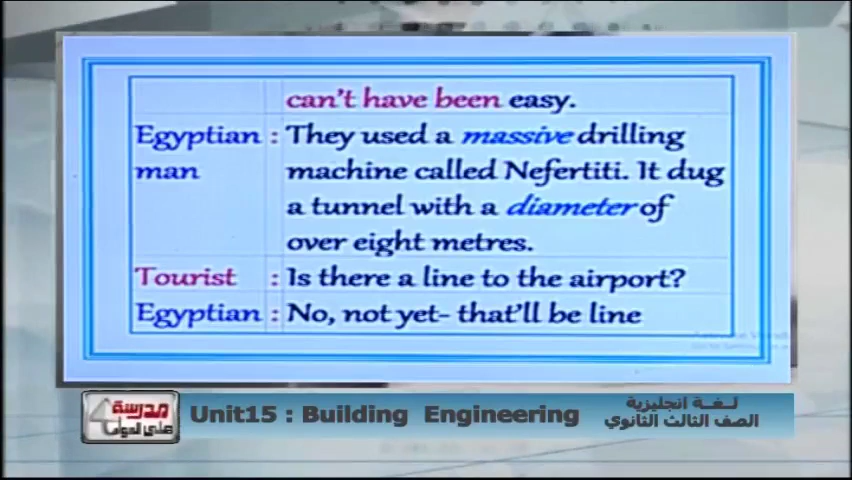 can't have been easy.
Egyptian : They used a massive drilling
man machine called Nefertiti. It dug
a tunnel with a diameter of
over eight metres.
Tourist : Is there a line to the airport?
Egyptian : No, not yet- that'll be line
مدرسة
على الهواء
Unit15 : Building Engineering
لـغــة انجليزية
الصف الثالث الثانوي